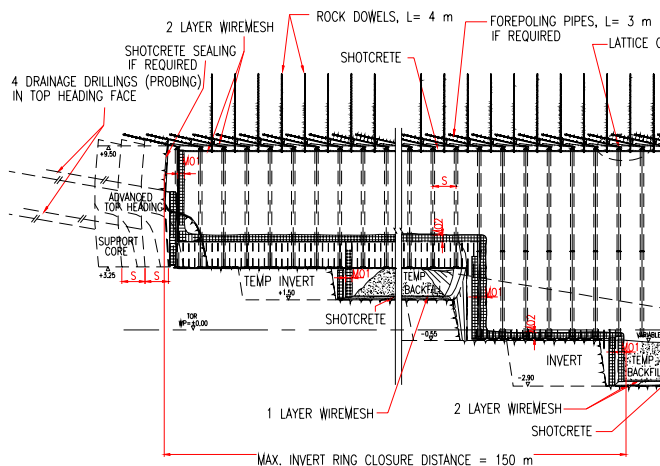 2 LAYER WIREMESH
ROCK DOWELS, L= 4 m
FOREPOLING PIPES, L= 3 m
IF REQUIRED
SHOTCRETE SEALING
IF REQUIRED
SHOTCRETE
LATTICE
4 DRAINAGE DRILLINGS (PROBING)
IN TOP HEADING FACE
+9.50
M01
S
M02
ADVANCED
TOP HEADING
SUPPORT
CORE
+3.25
S S
TEMP INVERT
+1.50
M01
TEMP
BACKFILL
M01
SHOTCRETE
TOR
WP=±0.00
-0.55
M02
VARIABLE
M01
INVERT
TEMP
BACKFILL
-2.90
1 LAYER WIREMESH
2 LAYER WIREMESH
SHOTCRETE
MAX. INVERT RING CLOSURE DISTANCE = 150 m